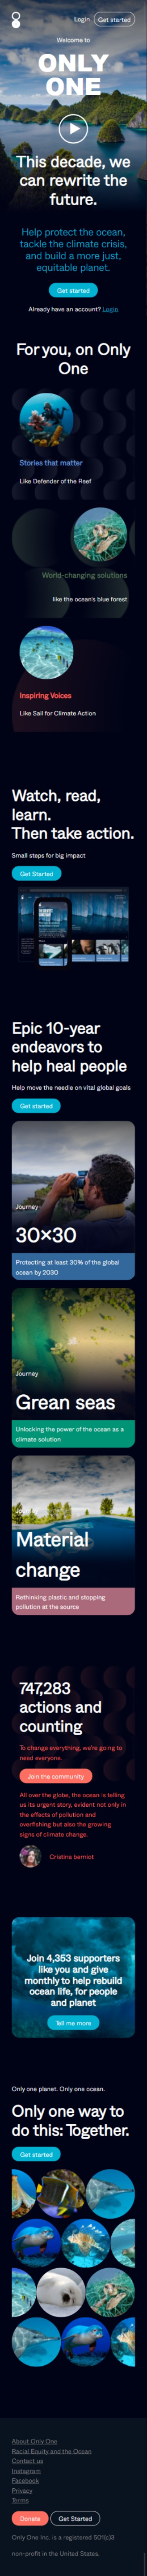 Login
Get started
Welcome to
ONLY
ONE
This decade, we
can rewrite the
future.
Help protect the ocean,
tackle the climate crisis,
and build a more just,
equitable planet.
Get started
Already have an account? Login
For you, on Only
One
Stories that matter
Like Defender of the Reef
World-changing solutions
like the ocean's blue forest
Inspiring Voices
Like Sail for Climate Action
Watch, read,
learn.
Then take action.
Small steps for big impact
Get Started
Epic 10-year
endeavors to
help heal people
Help move the needle on vital global goals
Get started
Journey
30×30
Protecting at least 30% of the global
ocean by 2030
Journey
Grean seas
Unlocking the power of the ocean as a
climate solution
Material
change
Rethinking plastic and stopping
pollution at the source
747,283
actions and
counting
To change everything, we're going to
need everyone.
Join the community
All over the globe, the ocean is telling
us its urgent story, evident not only in
the effects of pollution and
overfishing but also the growing
signs of climate change.
Cristina berniot
Join 4,353 supporters
like you and give
monthly to help rebuild
ocean life, for people
and planet
Tell me more
Only one planet. Only one ocean.
Only one way to
do this: Together.
Get started
About Only One
Racial Equity and the Ocean
Contact us
Instagram
Facebook
Privacy
Terms
Donate
Get Started
Only One Inc. is a registered 501(c)(3
non-profit in the United States.